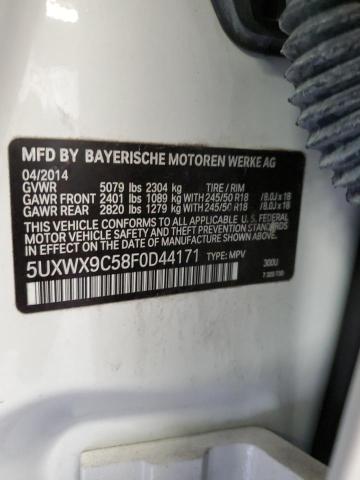 MFD BY BAYERISCHE MOTOREN WERKE AG
04/2014
GVWR 5079 lbs 2304 kg TIRE / RIM
GAWR FRONT 2401 lbs 1089 kg WITH 245/50 R18 /8.0J x 18
GAWR REAR 2820 lbs 1279 kg WITH 245/50 R18 /8.0J x 18
THIS VEHICLE CONFORMS TO ALL APPLICABLE U.S. FEDERAL
MOTOR VEHICLE SAFETY, BUMPER, AND THEFT PREVENTION STANDARDS
IN EFFECT ON THE DATE OF MANUFACTURE SHOWN ABOVE.
5UXWX9C58F0D44171 TYPE: MPV
300U